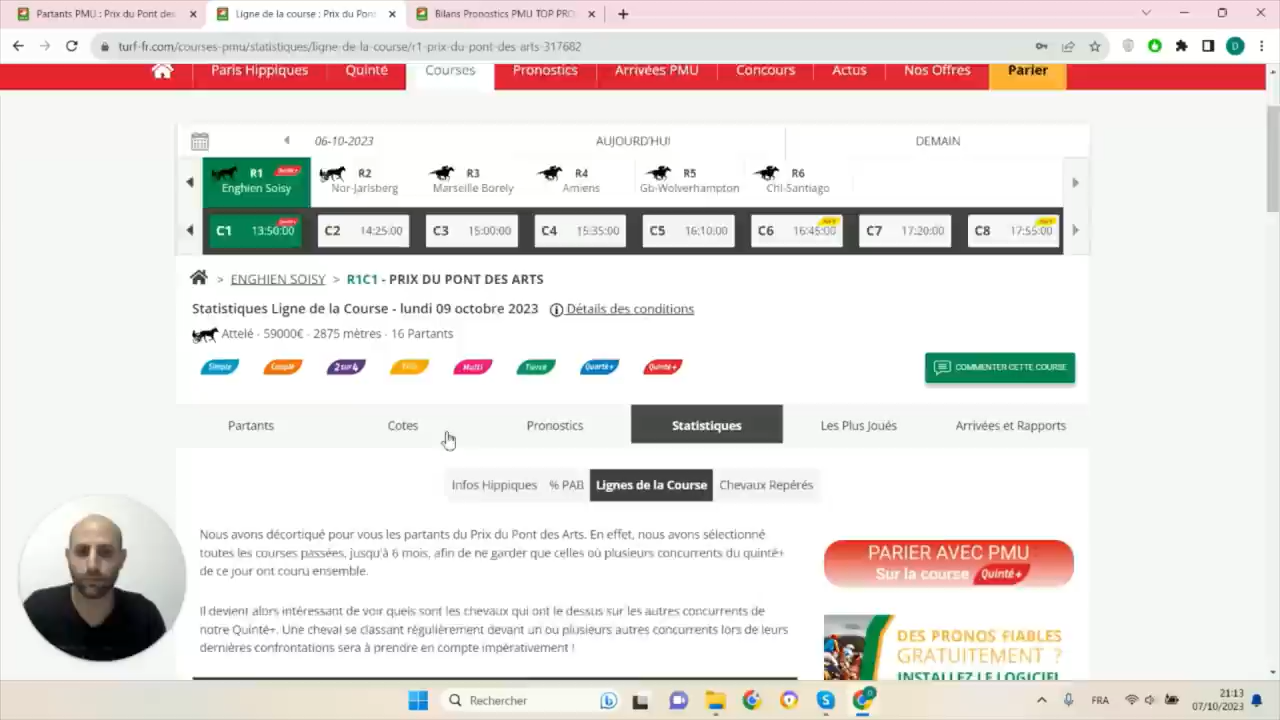 Partants PMU : Prix du Pont des
Ligne de la course : Prix du Pon
Bilans Pronostics PMU TOP PRO
turf-fr.com/courses-pmu/statistiques/ligne-de-la-course/r1-prix-du-pont-des-arts-317682
D
Paris Hippiques Quinté Courses Pronostics Arrivées PMU Concours Actus Nos Offres Parier
06-10-2023 AUJOURD'HUI DEMAIN
R1 Quinté+ R2 R3 R4 R5 R6
Enghien Soisy Nor-Jarlsberg Marseille Borely Amiens Gb-Wolverhampton Chl-Santiago
C1 13:50:00 C2 14:25:00 C3 15:00:00 C4 15:35:00 C5 16:10:00 C6 16:45:00 C7 17:20:00 C8 17:55:00
> ENGHIEN SOISY > R1C1 - PRIX DU PONT DES ARTS
Statistiques Ligne de la Course - lundi 09 octobre 2023 Détails des conditions
Attelé - 59000€ - 2875 mètres - 16 Partants
Simple Couplé 2sur4 Multi Tiercé Quarté+ Quinté+
COMMENTER CETTE COURSE
Partants Cotes Pronostics Statistiques Les Plus Joués Arrivées et Rapports
Infos Hippiques % PAB Lignes de la Course Chevaux Repérés
Nous avons décortiqué pour vous les partants du Prix du Pont des Arts. En effet, nous avons sélectionné
toutes les courses passées, jusqu'à 6 mois, afin de ne garder que celles où plusieurs concurrents du quinté+
de ce jour ont couru ensemble.
Il devient alors intéressant de voir quels sont les chevaux qui ont le dessus sur les autres concurrents de
notre Quinté+. Une cheval se classant régulièrement devant un ou plusieurs autres concurrents lors de leurs
dernières confrontations sera à prendre en compte impérativement !
PARIER AVEC PMU
Sur la course Quinté+
DES PRONOS FIABLES
GRATUITEMENT ?
INSTALLEZ LE LOGICIEL
Rechercher
FRA
21:13
07/10/2023